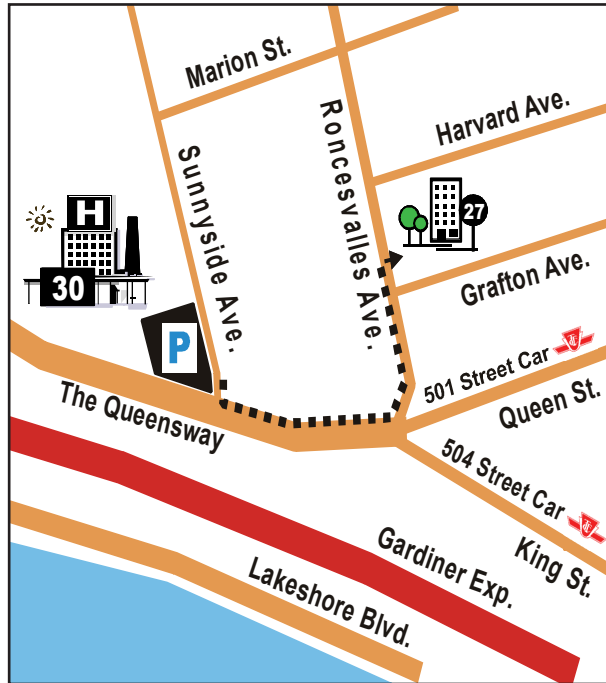 Marion St.
Harvard Ave.
Roncesvalles Ave.
Sunnyside Ave.
H
27
30
Grafton Ave.
P
501 Street Car
Queen St.
The Queensway
504 Street Car
King St.
Gardiner Exp.
Lakeshore Blvd.